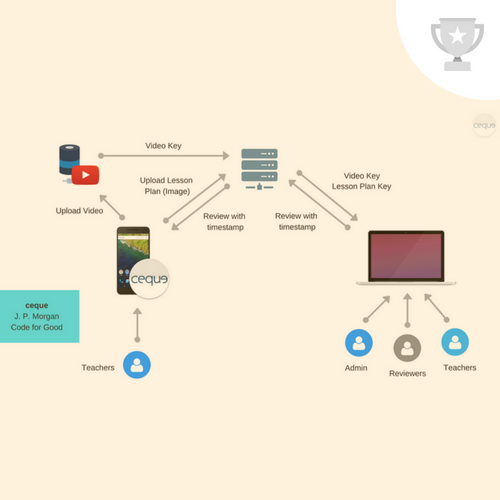 ceque
Video Key
Upload Lesson
Plan (Image)
Video Key
Lesson Plan Key
Upload Video
Review with
timestamp
Review with
timestamp
ceque
ceque
J. P. Morgan
Code for Good
Teachers
Admin
Reviewers
Teachers